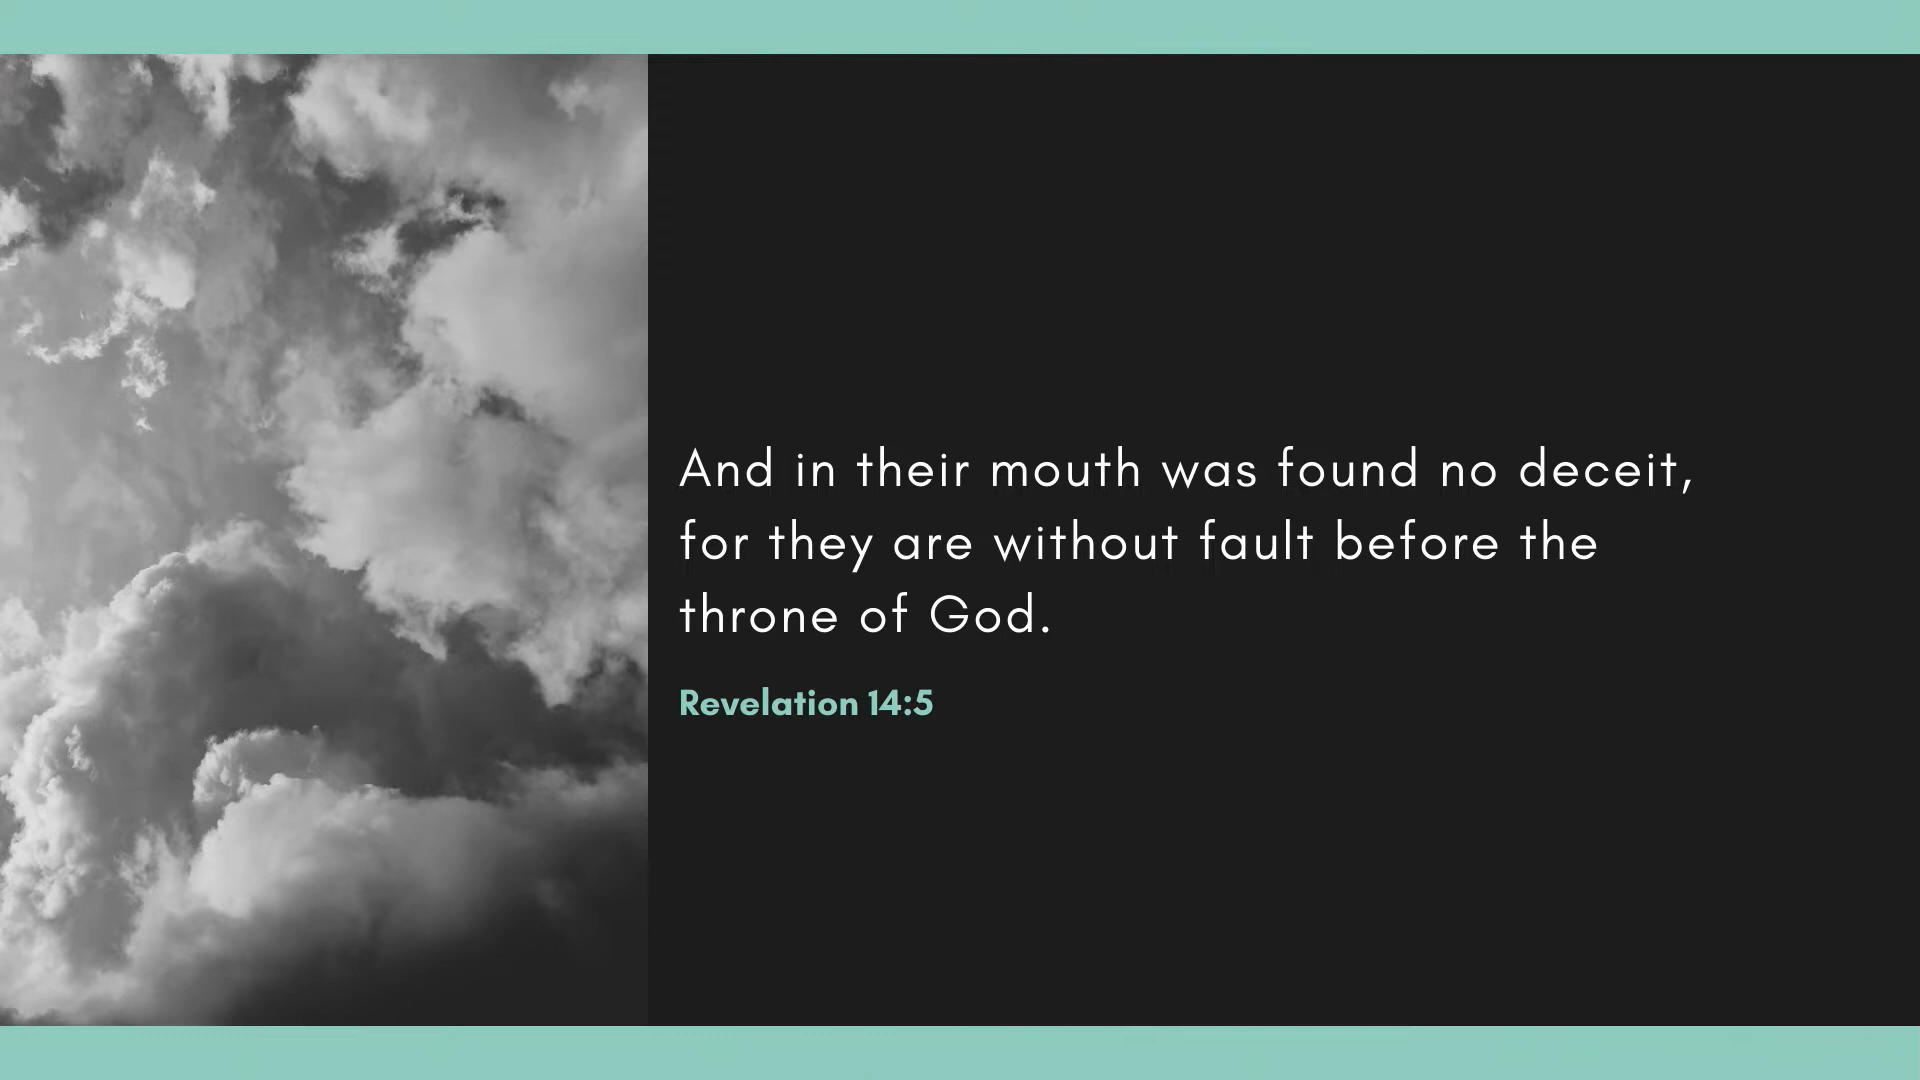 And in their mouth was found no deceit,
for they are without fault before the
throne of God.
Revelation 14:5